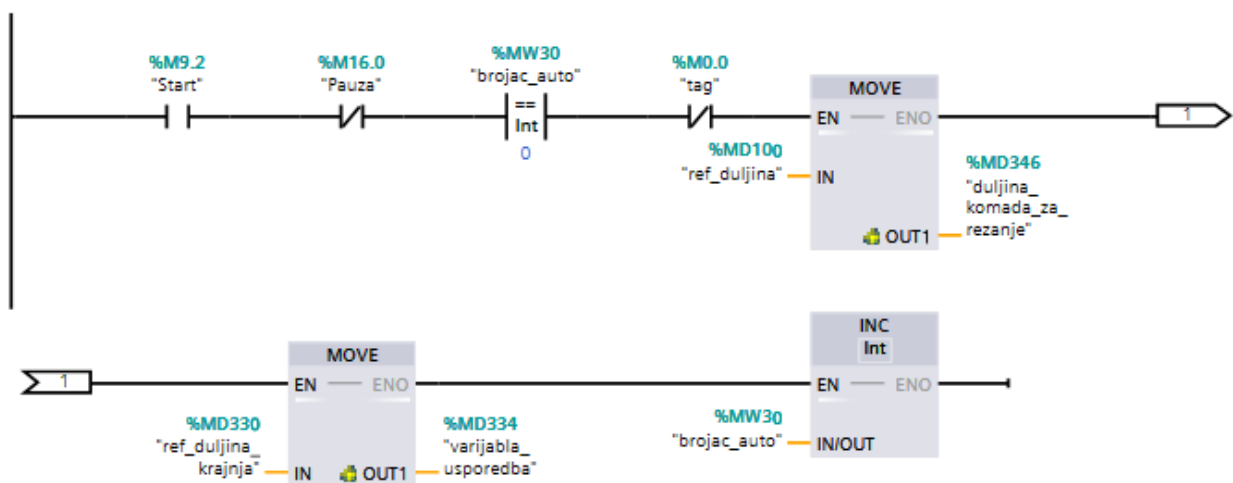 %M9.2
"Start"
%M16.0
"Pauza"
%MW30
"brojac_auto"
==
Int
0
%M0.0
"tag"
MOVE
EN
ENO
%MD100
"ref_duljina"
IN
OUT1
%MD346
"duljina_
komada_za_
rezanje"
1
1
MOVE
EN
ENO
%MD330
"ref_duljina_
krajnja"
IN
OUT1
%MD334
"varijabla_
usporedba"
INC
Int
EN
ENO
%MW30
"brojac_auto"
IN/OUT